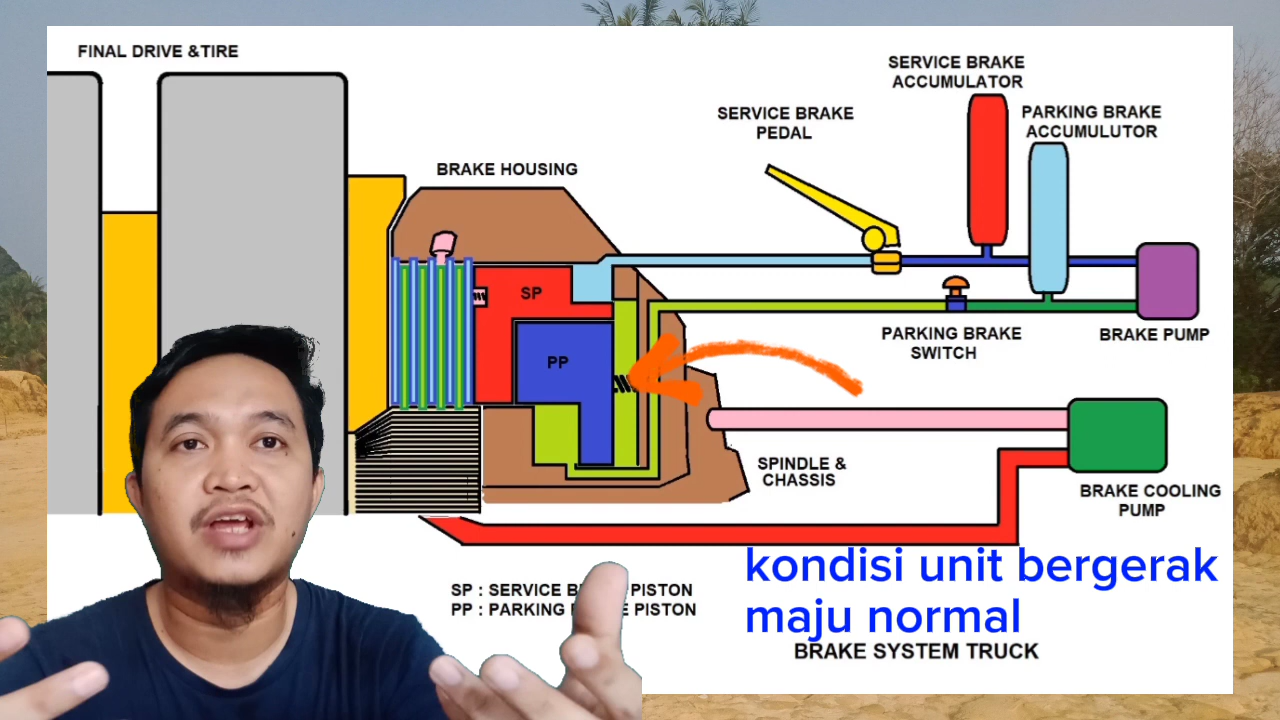 FINAL DRIVE &TIRE
SERVICE BRAKE
ACCUMULATOR
PARKING BRAKE
ACCUMULUTOR
SERVICE BRAKE
PEDAL
BRAKE HOUSING
SP
PP
PARKING BRAKE
SWITCH
BRAKE PUMP
SPINDLE &
CHASSIS
BRAKE COOLING
PUMP
kondisi unit bergerak
maju normal
SP : SERVICE PISTON
PP : PARKING PISTON
BRAKE SYSTEM TRUCK